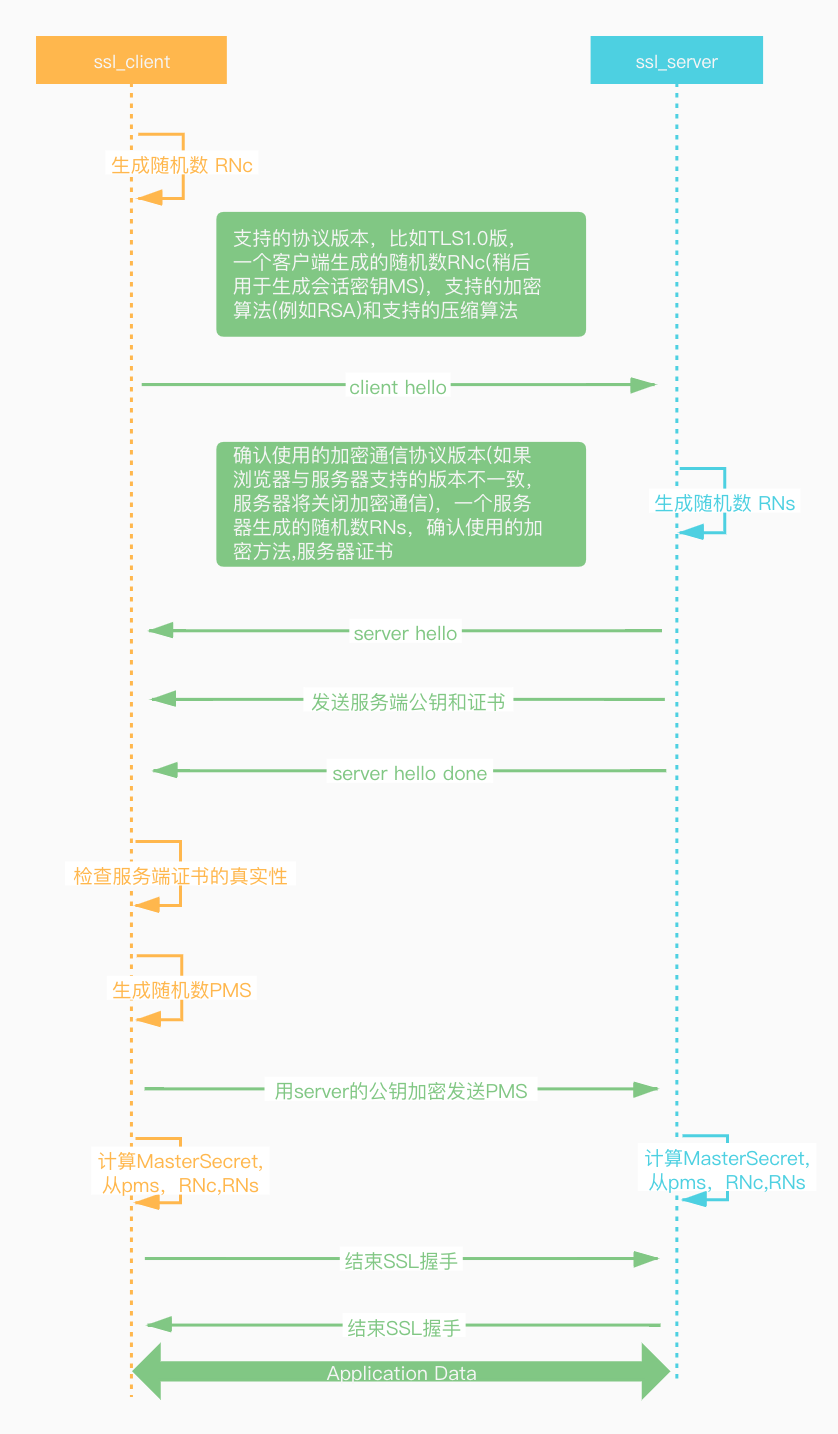 ssl_client
ssl_server
生成随机数 RNc
支持的协议版本，比如TLS1.0版，
一个客户端生成的随机数RNc(稍后
用于生成会话密钥MS)，支持的加密
算法(例如RSA)和支持的压缩算法
client hello
确认使用的加密通信协议版本(如果
浏览器与服务器支持的版本不一致，
服务器将关闭加密通信)，一个服务
器生成的随机数RNs，确认使用的加
密方法,服务器证书
生成随机数 RNs
server hello
发送服务端公钥和证书
server hello done
检查服务端证书的真实性
生成随机数PMS
用server的公钥加密发送PMS
计算MasterSecret,
从pms，RNc,RNs
计算MasterSecret,
从pms，RNc,RNs
结束SSL握手
结束SSL握手
Application Data